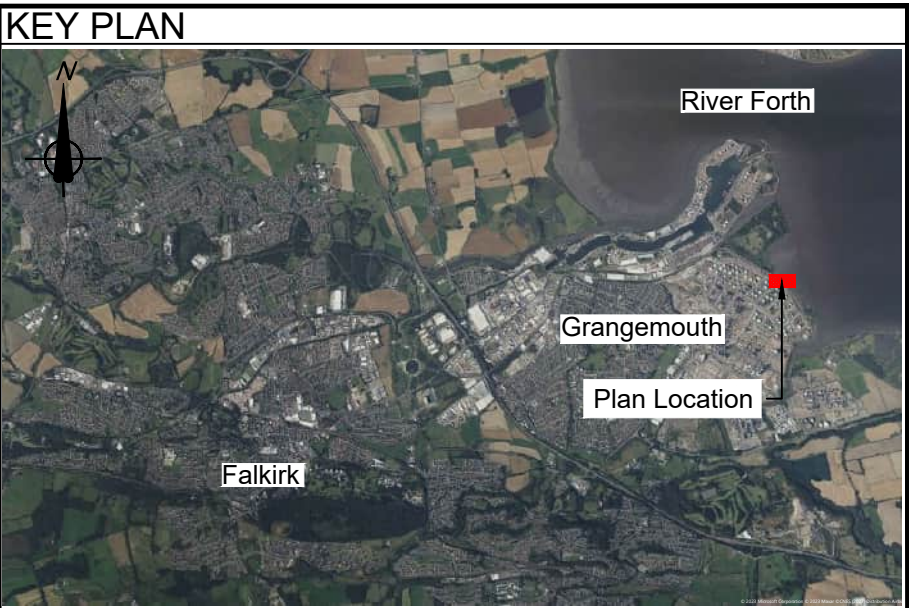 KEY PLAN
N
River Forth
Grangemouth
Plan Location
Falkirk